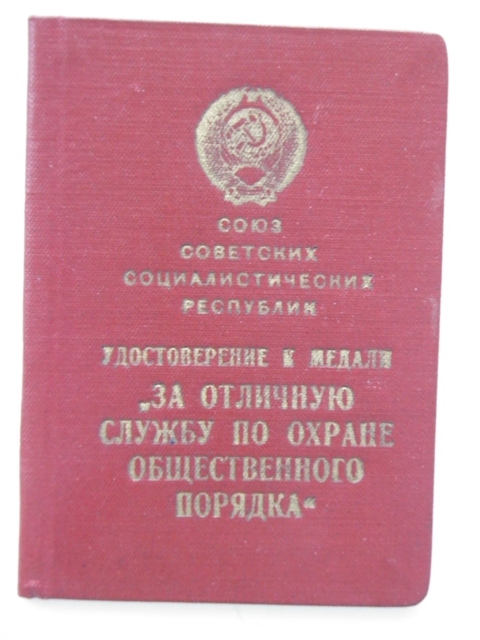 СОЮЗ
СОВЕТСКИХ
СОЦИАЛИСТИЧЕСКИХ
РЕСПУБЛИК
УДОСТОВЕРЕНИЕ К МЕДАЛИ
„ЗА ОТЛИЧНУЮ
СЛУЖБУ ПО ОХРАНЕ
ОБЩЕСТВЕННОГО
ПОРЯДКА“